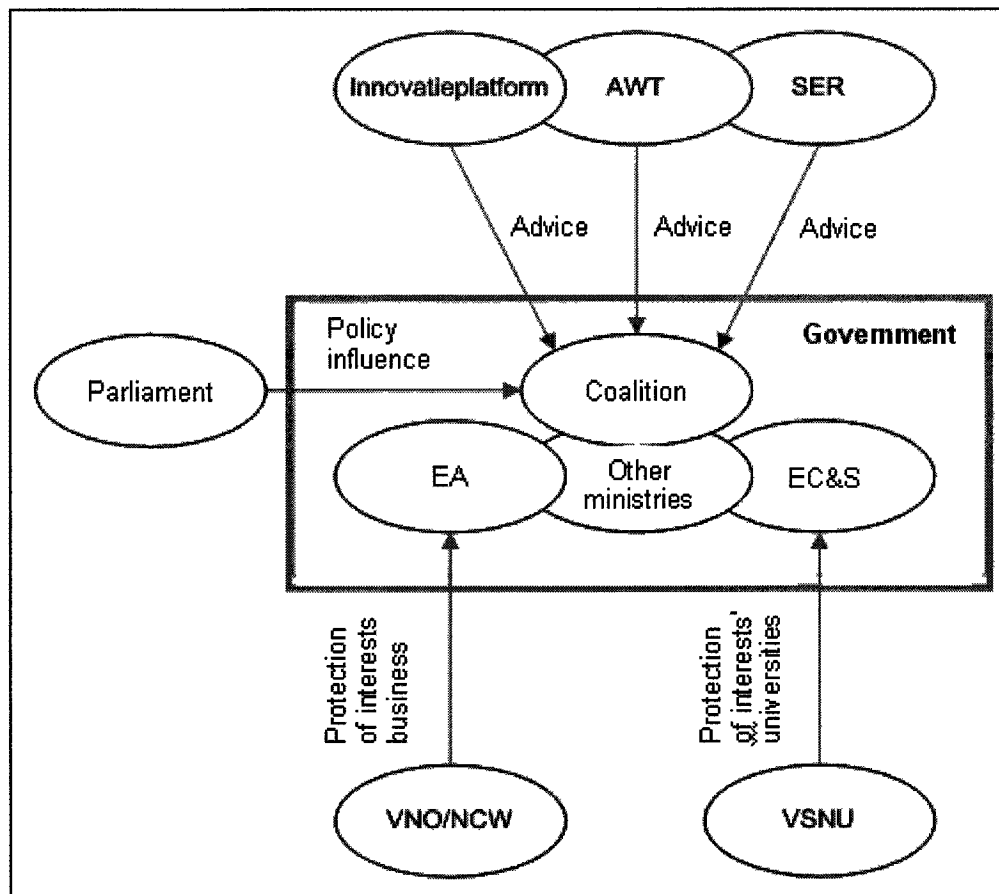 Innovatieplatform
AWT
SER
Advice
Advice
Advice
Policy
influence
Government
Parliament
Coalition
EA
Other
ministries
EC&S
Protection
of interests
business
Protection
of interests'
universities
VNO/NCW
VSNU